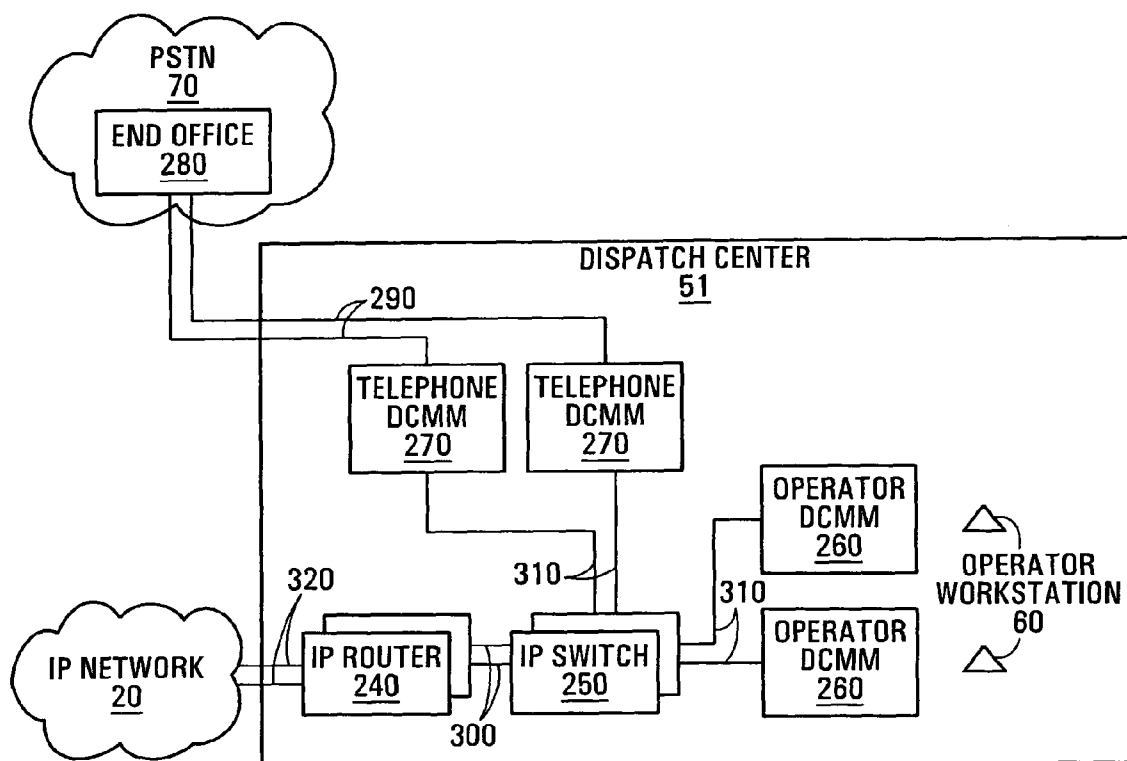 PSTN
70
END OFFICE
280
DISPATCH CENTER
51
290
TELEPHONE
DCMM
270
TELEPHONE
DCMM
270
OPERATOR
DCMM
260
310
310
OPERATOR
WORKSTATION
60
320
IP NETWORK
20
IP ROUTER
240
300
IP SWITCH
250
OPERATOR
DCMM
260